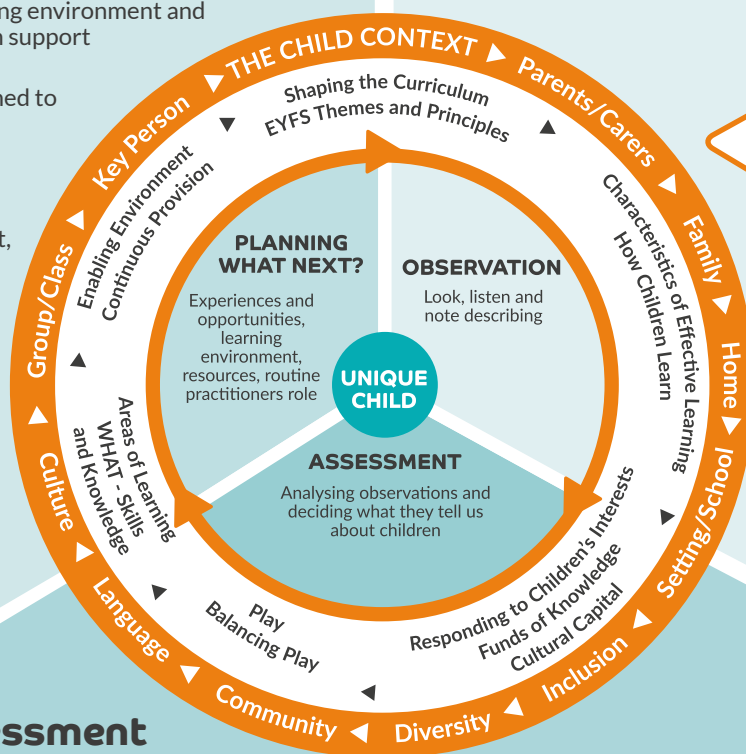 ng environment and
support
ned to
t,
THE CHILD CONTEXT
Parents/Carers
Family
Home
Setting/School
Inclusion
Diversity
Community
Language
Culture
Group/Class
Key Person
Shaping the Curriculum
EYFS Themes and Principles
Characteristics of Effective Learning
How Children Learn
Responding to Children's Interests
Funds of Knowledge
Cultural Capital
Play
Balancing Play
Areas of Learning
WHAT - Skills
and Knowledge
Enabling Environment
Continuous Provision
PLANNING
WHAT NEXT?
Experiences and
opportunities,
learning
environment,
resources, routine
practitioners role
OBSERVATION
Look, listen and
note describing
UNIQUE
CHILD
ASSESSMENT
Analysing observations and
deciding what they tell us
about children
essment